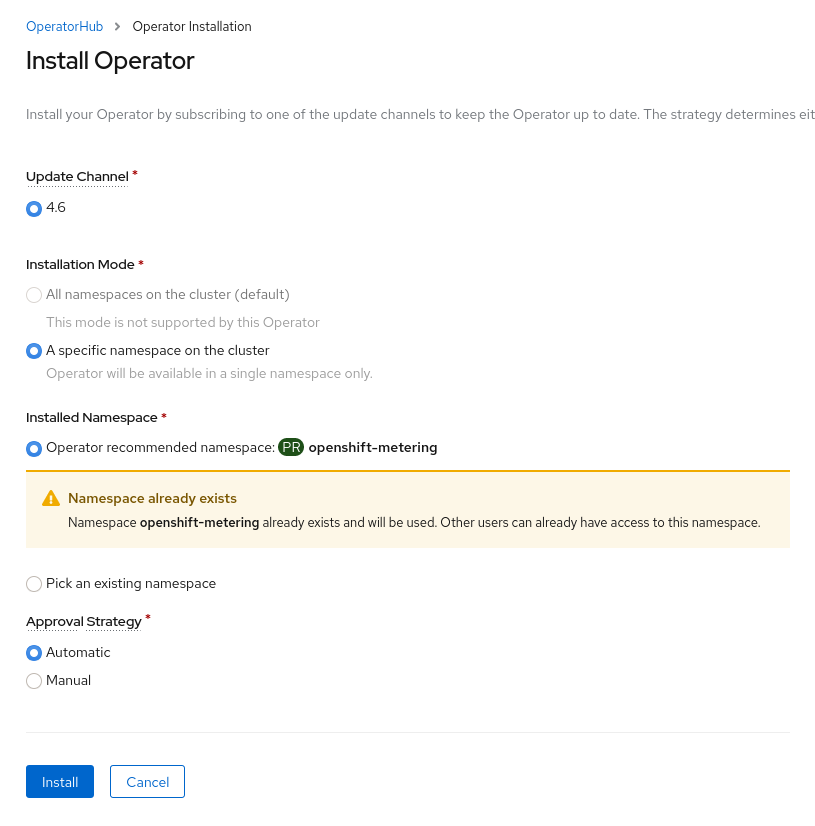 OperatorHub > Operator Installation
Install Operator
Install your Operator by subscribing to one of the update channels to keep the Operator up to date. The strategy determines eit
Update Channel *
4.6
Installation Mode *
All namespaces on the cluster (default)
This mode is not supported by this Operator
A specific namespace on the cluster
Operator will be available in a single namespace only.
Installed Namespace *
Operator recommended namespace: PR openshift-metering
Namespace already exists
Namespace openshift-metering already exists and will be used. Other users can already have access to this namespace.
Pick an existing namespace
Approval Strategy *
Automatic
Manual
Install Cancel